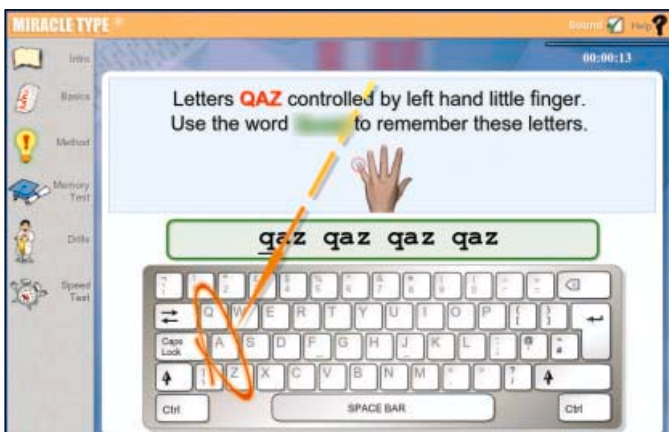 MIRACLE TYPE
Sound Help ?
00:00:13
Intro
Basics
Method
Memory
Test
Drills
Speed
Test
Letters QAZ controlled by left hand little finger.
Use the word to remember these letters.
qaz qaz qaz qaz
Q W E R T Y U I O P { [ } ]
Caps
Lock
A S D F G H J K L
Z X C V B N M
Ctrl SPACE BAR Ctrl